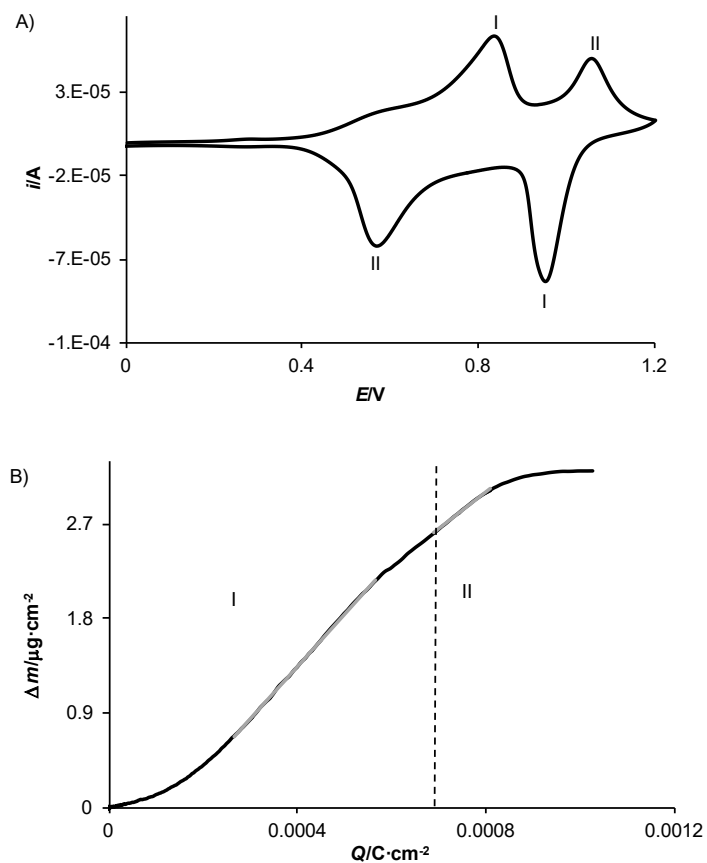 A)
I
II
3.E-05
-2.E-05
-7.E-05
-1.E-04
i/A
II
I
0
0.4
0.8
1.2
E/V
B)
2.7
1.8
0.9
0
Δm/μg·cm-2
I
II
0
0.0004
0.0008
0.0012
Q/C·cm-2